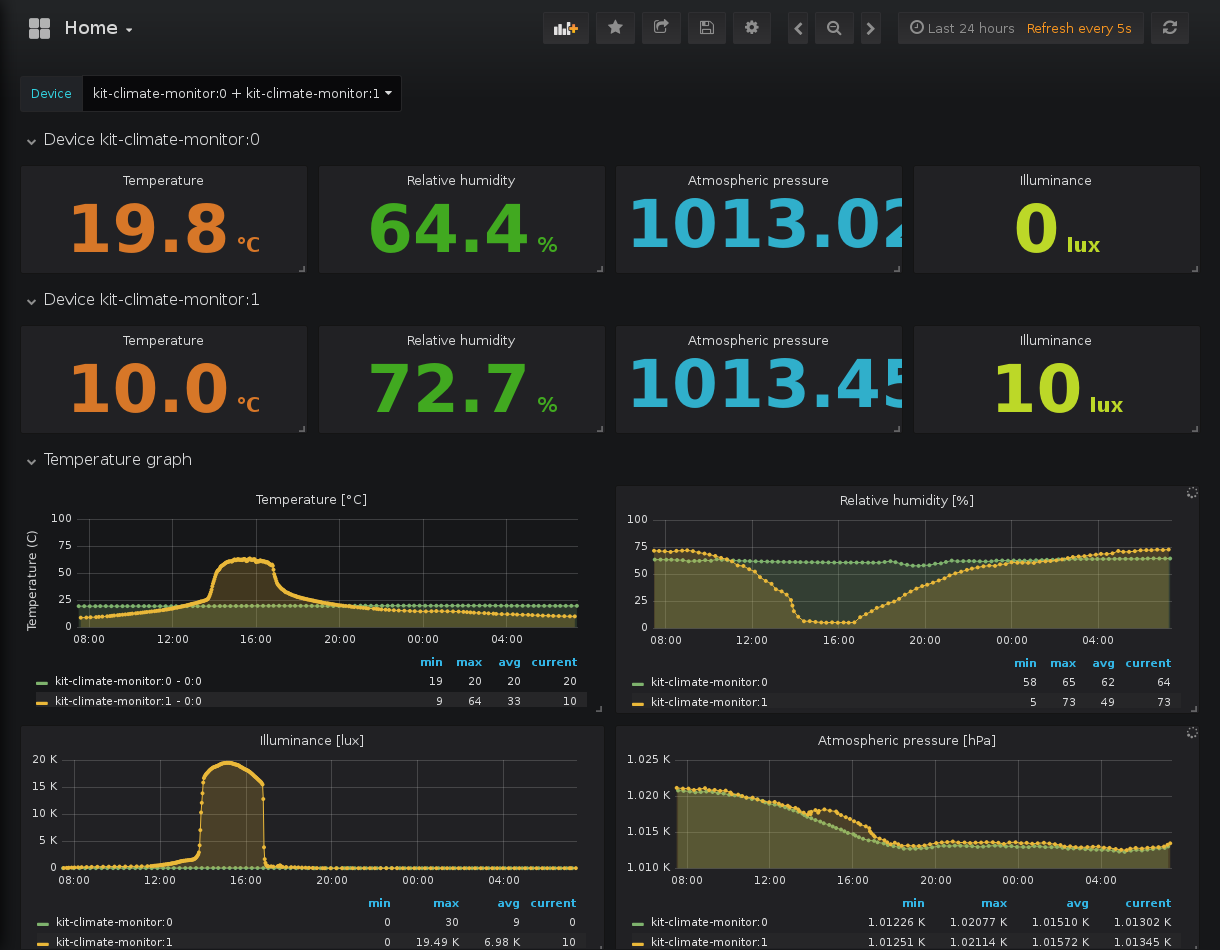 Home
Last 24 hours Refresh every 5s
Device kit-climate-monitor:0 + kit-climate-monitor:1
Device kit-climate-monitor:0
Temperature Relative humidity Atmospheric pressure Illuminance
19.8 °C 64.4 % 1013.02 0 lux
Device kit-climate-monitor:1
Temperature Relative humidity Atmospheric pressure Illuminance
10.0 °C 72.7 % 1013.45 10 lux
Temperature graph
Temperature [°C]
Temperature (C)
100
75
50
25
0
08:00 12:00 16:00 20:00 00:00 04:00
min max avg current
kit-climate-monitor:0 - 0:0 19 20 20 20
kit-climate-monitor:1 - 0:0 9 64 33 10
Relative humidity [%]
100
75
50
25
0
08:00 12:00 16:00 20:00 00:00 04:00
min max avg current
kit-climate-monitor:0 58 65 62 64
kit-climate-monitor:1 5 73 49 73
Illuminance [lux]
20 K
15 K
10 K
5 K
0
08:00 12:00 16:00 20:00 00:00 04:00
min max avg current
kit-climate-monitor:0 0 30 9 0
kit-climate-monitor:1 0 19.49 K 6.98 K 10
Atmospheric pressure [hPa]
1.025 K
1.020 K
1.015 K
1.010 K
08:00 12:00 16:00 20:00 00:00 04:00
min max avg current
kit-climate-monitor:0 1.01226 K 1.02077 K 1.01510 K 1.01302 K
kit-climate-monitor:1 1.01251 K 1.02114 K 1.01572 K 1.01345 K